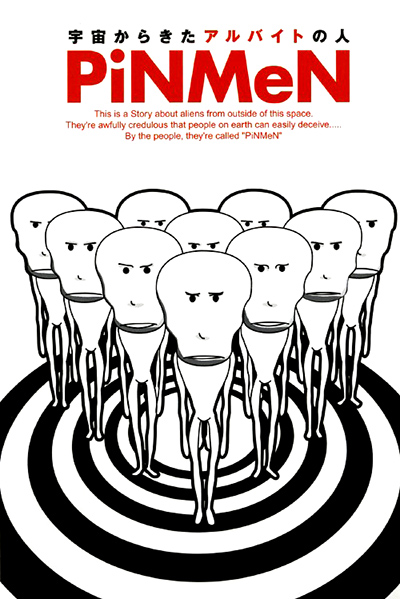 宇宙からきたアルバイトの人
PiNMeN
This is a Story about aliens from outside of this space.
They're awfully credulous that people on earth can easily deceive.....
By the people, they're called "PiNMEN"